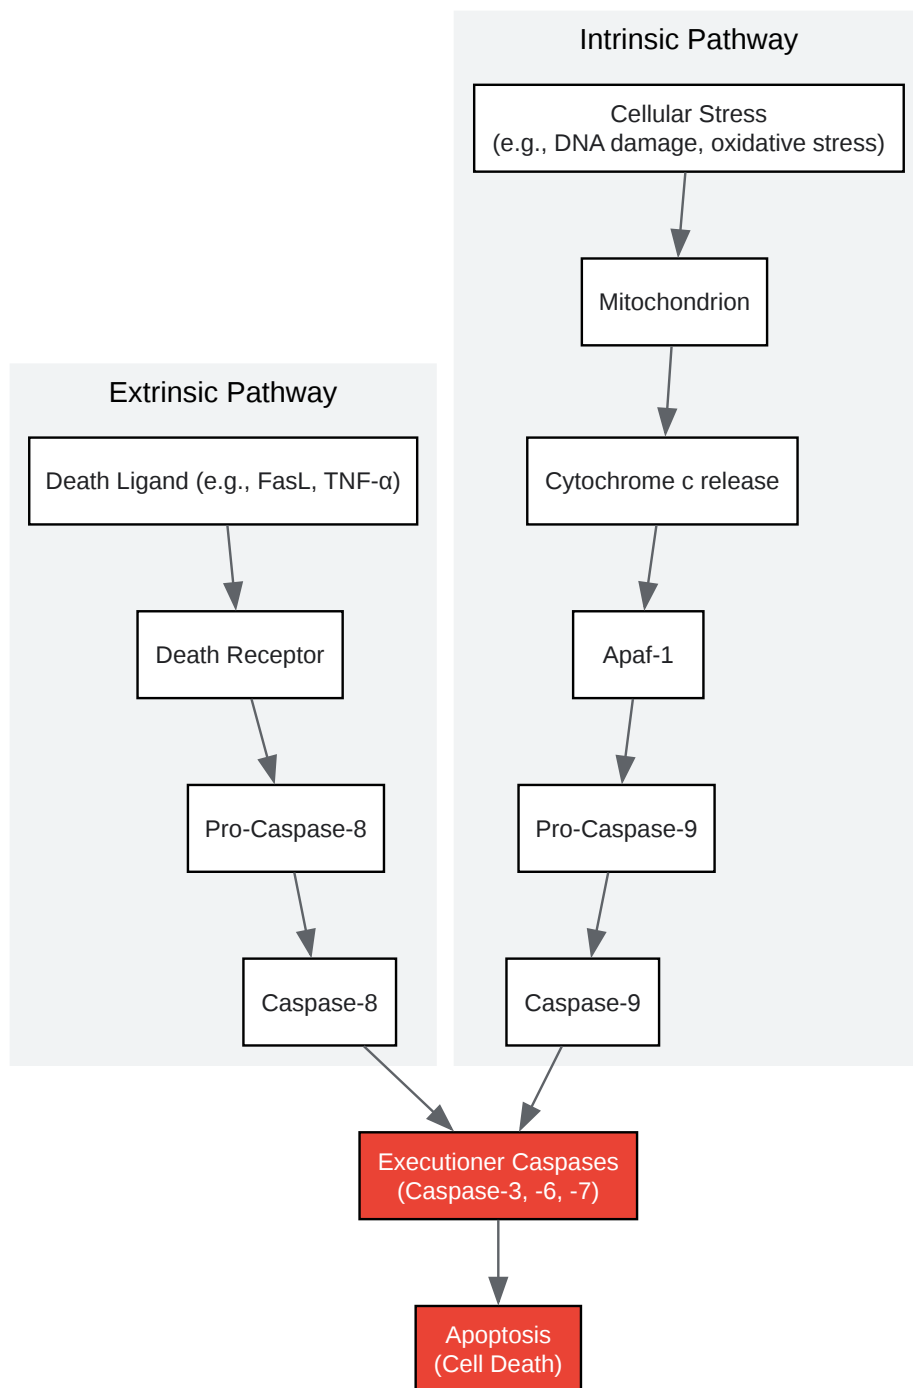 Intrinsic Pathway
Cellular Stress
(e.g., DNA damage, oxidative stress)
Mitochondrion
Cytochrome c release
Apaf-1
Pro-Caspase-9
Caspase-9
Extrinsic Pathway
Death Ligand (e.g., FasL, TNF-α)
Death Receptor
Pro-Caspase-8
Caspase-8
Executioner Caspases
(Caspase-3, -6, -7)
Apoptosis
(Cell Death)